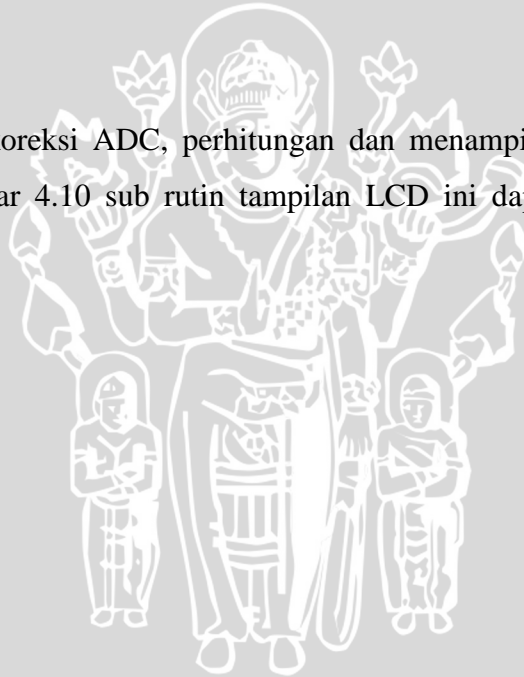 oreksi ADC, perhitungan dan menampi
ar 4.10 sub rutin tampilan LCD ini da